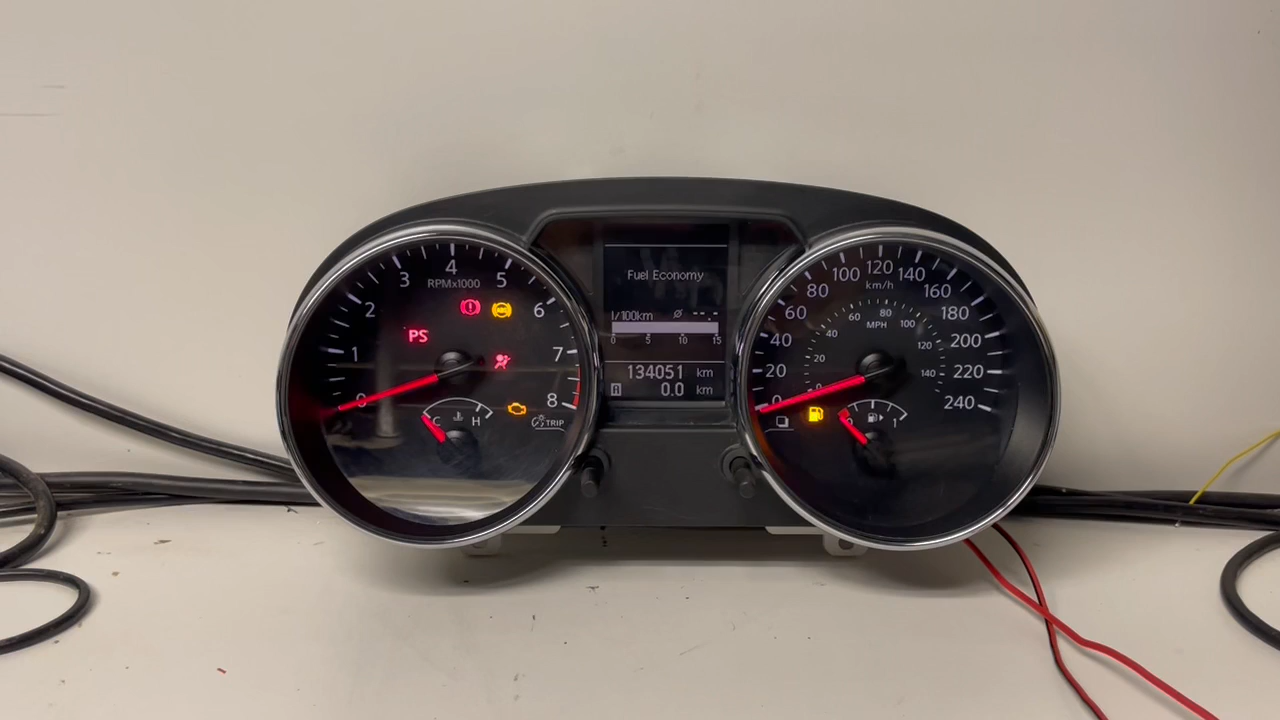 0 1 2 3 4 5 6 7 8
RPMx1000
ABS
PS
C H
TRIP
Fuel Economy
l/100km ⌀ --.-
0 5 10 15
134051 km
A 0.0 km
0 20 40 60 80 100 120 140 160 180 200 220 240
km/h
0 20 40 60 80 100 120 140
MPH
0 1